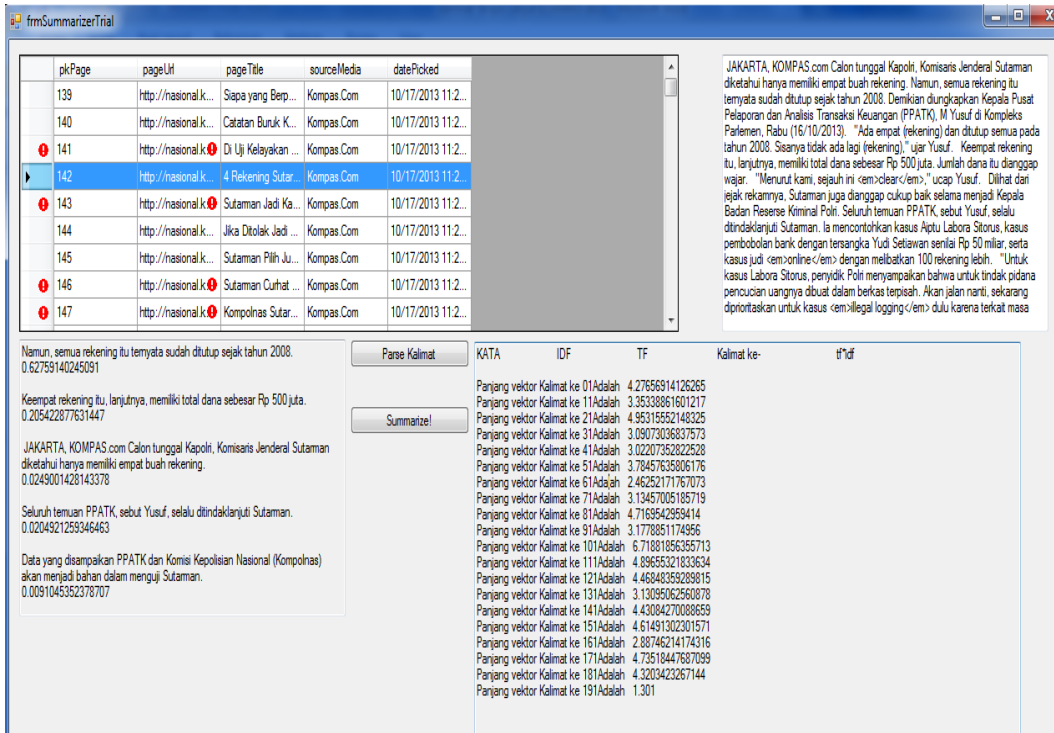 frmSummarizerTrial
pkPage pageUrl pageTitle sourceMedia datePicked
139 http://nasional.k... Siapa yang Berp... Kompas.Com 10/17/2013 11:2...
140 http://nasional.k... Catatan Buruk K... Kompas.Com 10/17/2013 11:2...
141 http://nasional.k. Di Uji Kelayakan ... Kompas.Com 10/17/2013 11:2...
142 http://nasional.k... 4 Rekening Sutar... Kompas.Com 10/17/2013 11:2...
143 http://nasional.k. Sutarman Jadi Ka... Kompas.Com 10/17/2013 11:2...
144 http://nasional.k... Jika Ditolak Jadi ... Kompas.Com 10/17/2013 11:2...
145 http://nasional.k... Sutarman Pilih Ju... Kompas.Com 10/17/2013 11:2...
146 http://nasional.k. Sutarman Curhat ... Kompas.Com 10/17/2013 11:2...
147 http://nasional.k. Kompolnas Sutar... Kompas.Com 10/17/2013 11:2...
JAKARTA, KOMPAS.com Calon tunggal Kapolri, Komisaris Jenderal Sutarman
diketahui hanya memiliki empat buah rekening. Namun, semua rekening itu
ternyata sudah ditutup sejak tahun 2008. Demikian diungkapkan Kepala Pusat
Pelaporan dan Analisis Transaksi Keuangan (PPATK), M Yusuf di Kompleks
Parlemen, Rabu (16/10/2013). "Ada empat (rekening) dan ditutup semua pada
tahun 2008. Sisanya tidak ada lagi (rekening)," ujar Yusuf. Keempat rekening
itu, lanjutnya, memiliki total dana sebesar Rp 500 juta. Jumlah dana itu dianggap
wajar. "Menurut kami, sejauh ini <em>clear</em>," ucap Yusuf. Dilihat dari
jejak rekamnya, Sutarman juga dianggap cukup baik selama menjadi Kepala
Badan Reserse Kriminal Polri. Seluruh temuan PPATK, sebut Yusuf, selalu
ditindaklanjuti Sutarman. Ia mencontohkan kasus Aiptu Labora Sitorus, kasus
pembobolan bank dengan tersangka Yudi Setiawan senilai Rp 50 miliar, serta
kasus judi <em>online</em> dengan melibatkan 100 rekening lebih. "Untuk
kasus Labora Sitorus, penyidik Polri menyampaikan bahwa untuk tindak pidana
pencucian uangnya dibuat dalam berkas terpisah. Akan jalan nanti, sekarang
diprioritaskan untuk kasus <em>illegal logging</em> dulu karena terkait masa
Namun, semua rekening itu ternyata sudah ditutup sejak tahun 2008.
0.62759140245091
Keempat rekening itu, lanjutnya, memiliki total dana sebesar Rp 500 juta.
0.205422877631447
JAKARTA, KOMPAS.com Calon tunggal Kapolri, Komisaris Jenderal Sutarman
diketahui hanya memiliki empat buah rekening.
0.0249001428143378
Seluruh temuan PPATK, sebut Yusuf, selalu ditindaklanjuti Sutarman.
0.0204921259346463
Data yang disampaikan PPATK dan Komisi Kepolisian Nasional (Kompolnas)
akan menjadi bahan dalam menguji Sutarman.
0.0091045352378707
Parse Kalimat
Summarize!
KATA IDF TF Kalimat ke- tf*idf
Panjang vektor Kalimat ke 01Adalah 4.27656914126265
Panjang vektor Kalimat ke 11Adalah 3.35338861601217
Panjang vektor Kalimat ke 21Adalah 4.95315552148325
Panjang vektor Kalimat ke 31Adalah 3.09073036837573
Panjang vektor Kalimat ke 41Adalah 3.02207352822528
Panjang vektor Kalimat ke 51Adalah 3.78457635806176
Panjang vektor Kalimat ke 61Adalah 2.46252171767073
Panjang vektor Kalimat ke 71Adalah 3.13457005185719
Panjang vektor Kalimat ke 81Adalah 4.7169542959414
Panjang vektor Kalimat ke 91Adalah 3.1778851174956
Panjang vektor Kalimat ke 101Adalah 6.71881856355713
Panjang vektor Kalimat ke 111Adalah 4.89655321833634
Panjang vektor Kalimat ke 121Adalah 4.46848359289815
Panjang vektor Kalimat ke 131Adalah 3.13095062560878
Panjang vektor Kalimat ke 141Adalah 4.43084270088659
Panjang vektor Kalimat ke 151Adalah 4.61491302301571
Panjang vektor Kalimat ke 161Adalah 2.88746214174316
Panjang vektor Kalimat ke 171Adalah 4.73518447687099
Panjang vektor Kalimat ke 181Adalah 4.3203423267144
Panjang vektor Kalimat ke 191Adalah 1.301